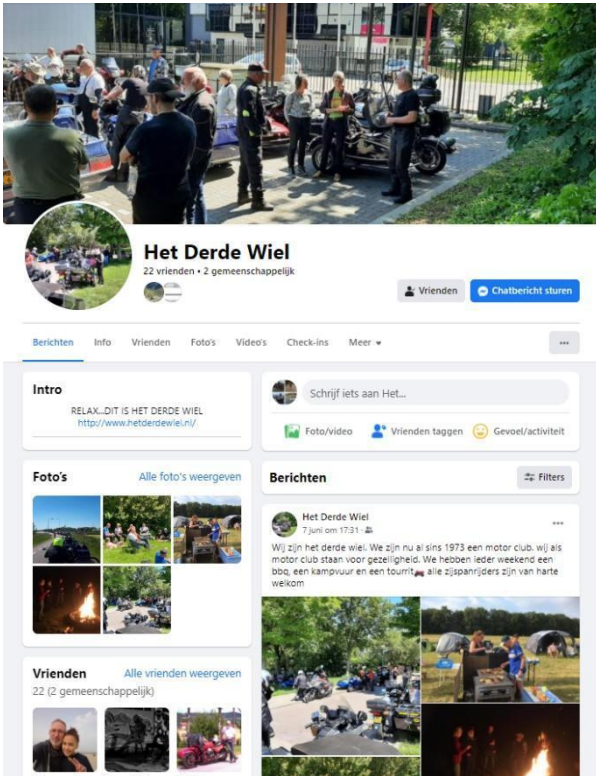 Het Derde Wiel
22 vrienden • 2 gemeenschappelijk
Vrienden
Chatbericht sturen
Berichten
Info
Vrienden
Foto's
Video's
Check-ins
Meer
Intro
RELAX...DIT IS HET DERDE WIEL
http://www.hetderdewiel.nl/
Schrijf iets aan Het...
Foto/video
Vrienden taggen
Gevoel/activiteit
Foto's
Alle foto's weergeven
Berichten
Filters
Het Derde Wiel
7 juni om 17:31 ·
Wij zijn het derde wiel. We zijn nu al sins 1973 een motor club. wij als
motor club staan voor gezelligheid. We hebben ieder weekend een
bbq, een kampvuur en een tourrit, alle zijspanrijders zijn van harte
welkom
Vrienden
Alle vrienden weergeven
22 (2 gemeenschappelijk)